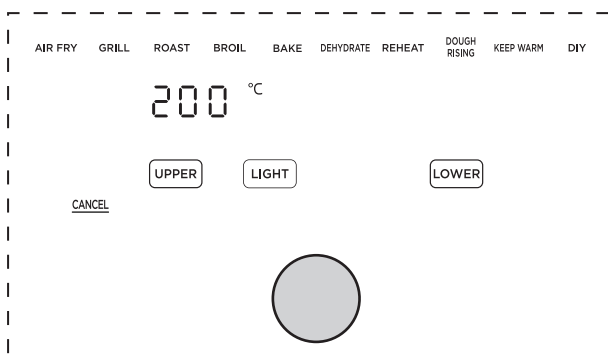 AIR FRY GRILL ROAST BROIL BAKE DEHYDRATE REHEAT DOUGH RISING KEEP WARM DIY
200 °C
UPPER LIGHT LOWER
CANCEL